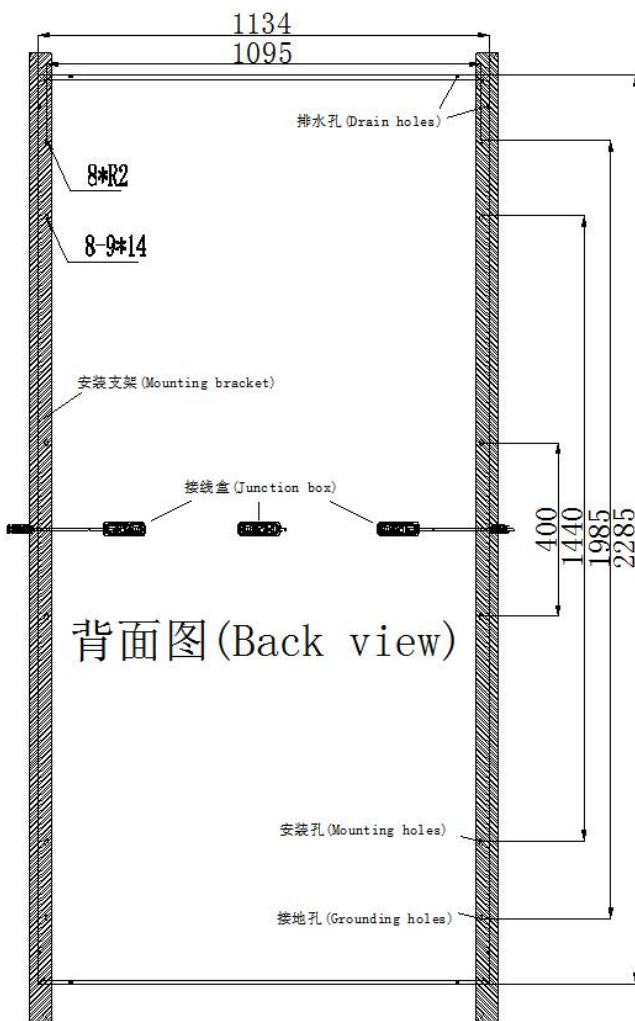 1134
1095
排水孔(Drain holes)
8*R2
8-9*14
安装支架(Mounting bracket)
接线盒(Junction box)
400
1440
1985
2285
背面图(Back view)
安装孔(Mounting holes)
接地孔(Grounding holes)